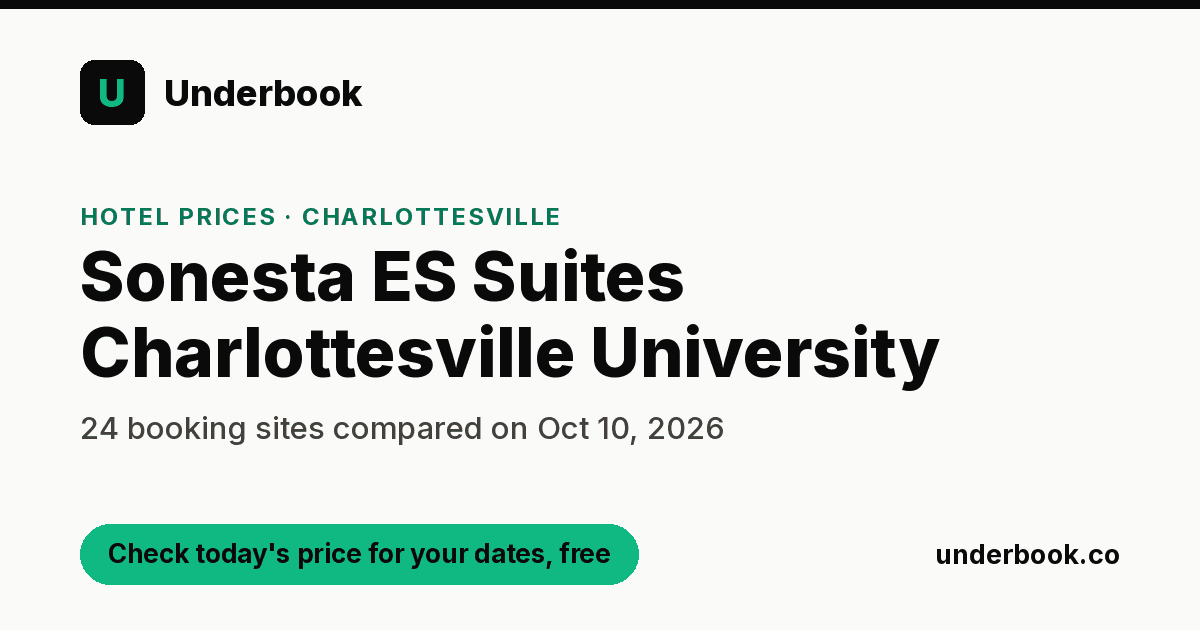 U
Underbook
HOTEL PRICES · CHARLOTTESVILLE
Sonesta ES Suites
Charlottesville University
24 booking sites compared on Oct 10, 2026
Check today's price for your dates, free
underbook.co